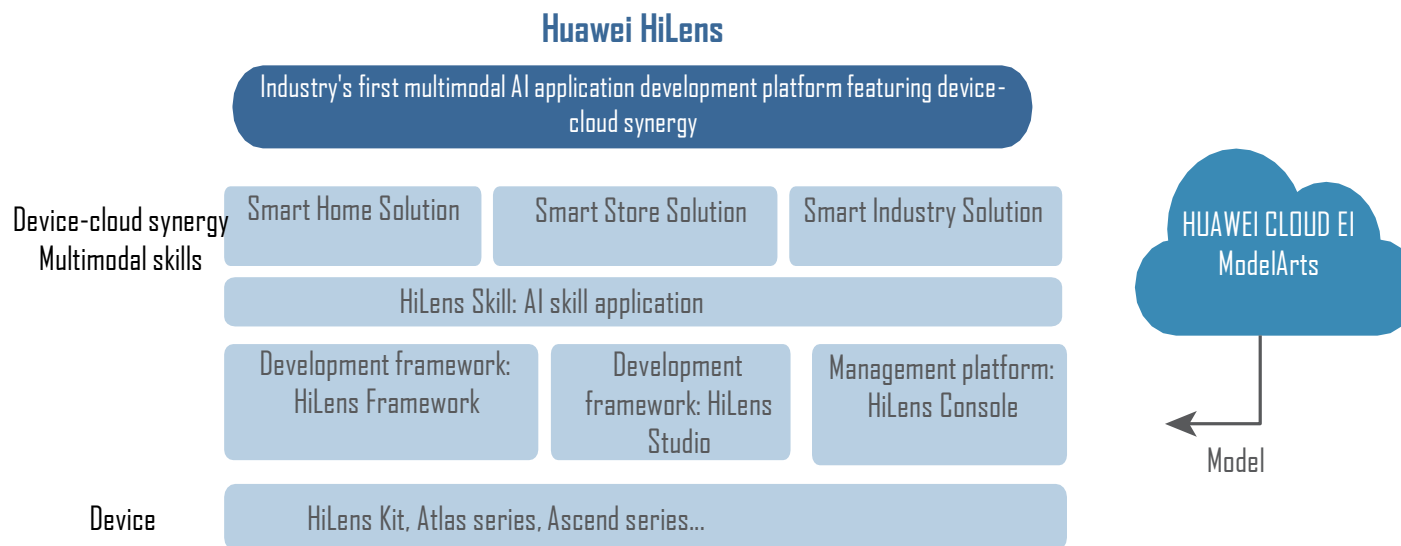 Huawei HiLens
Industry's first multimodal AI application development platform featuring device-
cloud synergy
Device-cloud synergy
Multimodal skills
Smart Home Solution
Smart Store Solution
Smart Industry Solution
HUAWEI CLOUD EI
ModelArts
HiLens Skill: AI skill application
Development framework:
HiLens Framework
Development
framework: HiLens
Studio
Management platform:
HiLens Console
Model
Device
HiLens Kit, Atlas series, Ascend series...